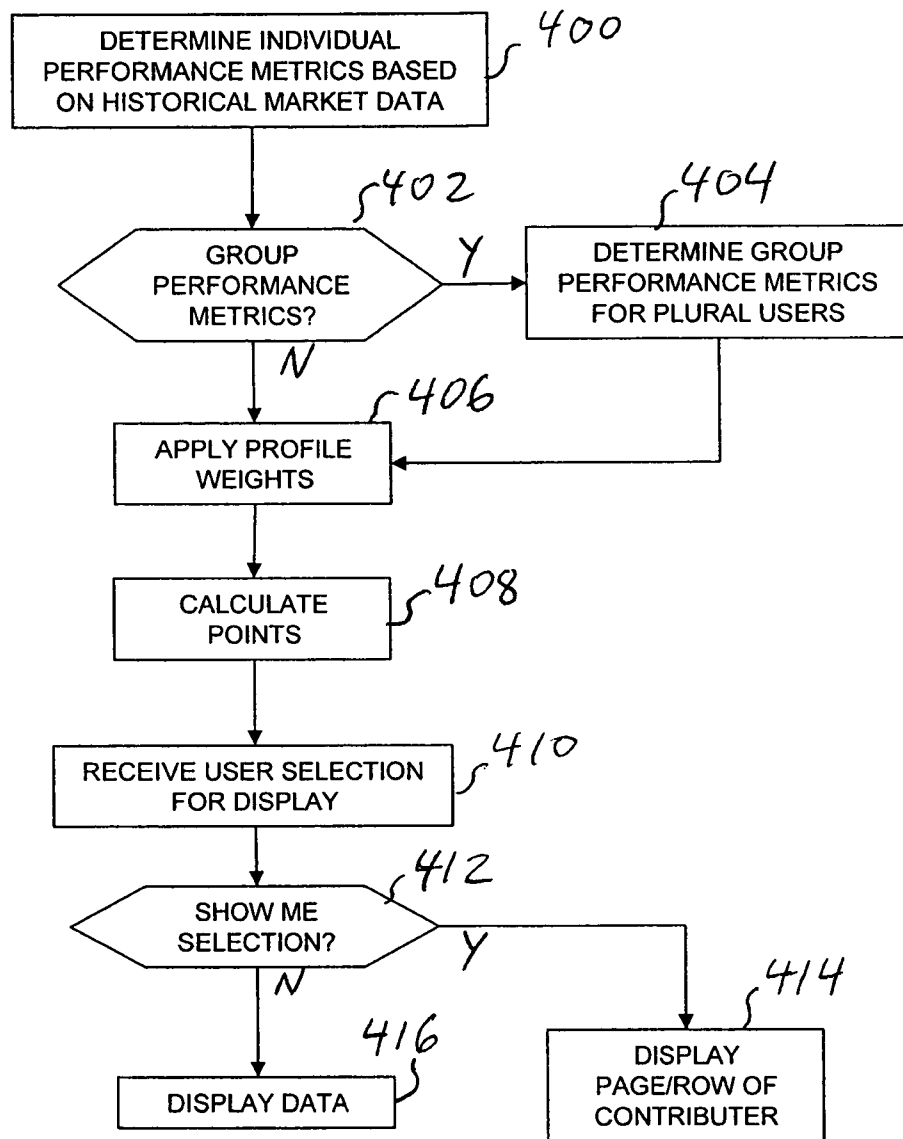 DETERMINE INDIVIDUAL
PERFORMANCE METRICS BASED
ON HISTORICAL MARKET DATA
400
402
GROUP
PERFORMANCE
METRICS?
Y
N
404
DETERMINE GROUP
PERFORMANCE METRICS
FOR PLURAL USERS
406
APPLY PROFILE
WEIGHTS
408
CALCULATE
POINTS
410
RECEIVE USER SELECTION
FOR DISPLAY
412
SHOW ME
SELECTION?
Y
N
414
DISPLAY
PAGE/ROW OF
CONTRIBUTER
416
DISPLAY DATA